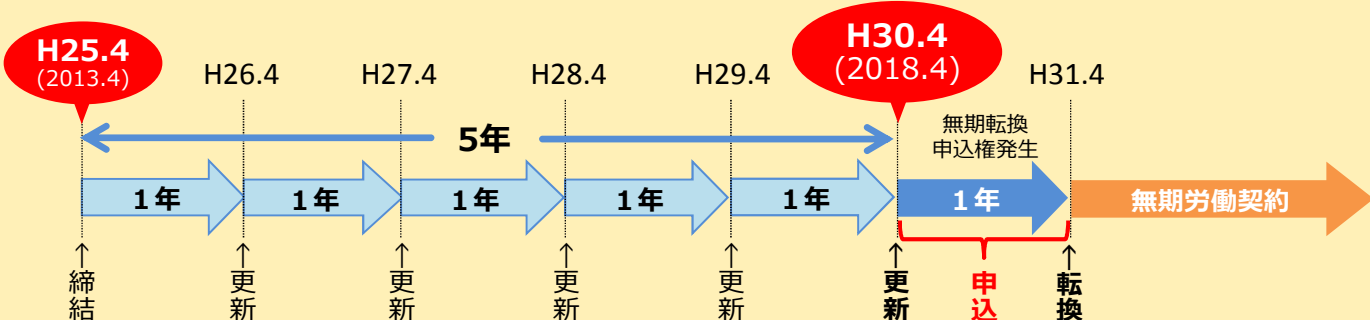 H25.4
(2013.4)
H26.4
H27.4
H28.4
H29.4
H30.4
(2018.4)
H31.4
5年
無期転換
申込権発生
1年
1年
1年
1年
1年
1年
無期労働契約
↑締結
↑更新
↑更新
↑更新
↑更新
↑更新
申込
↑転換